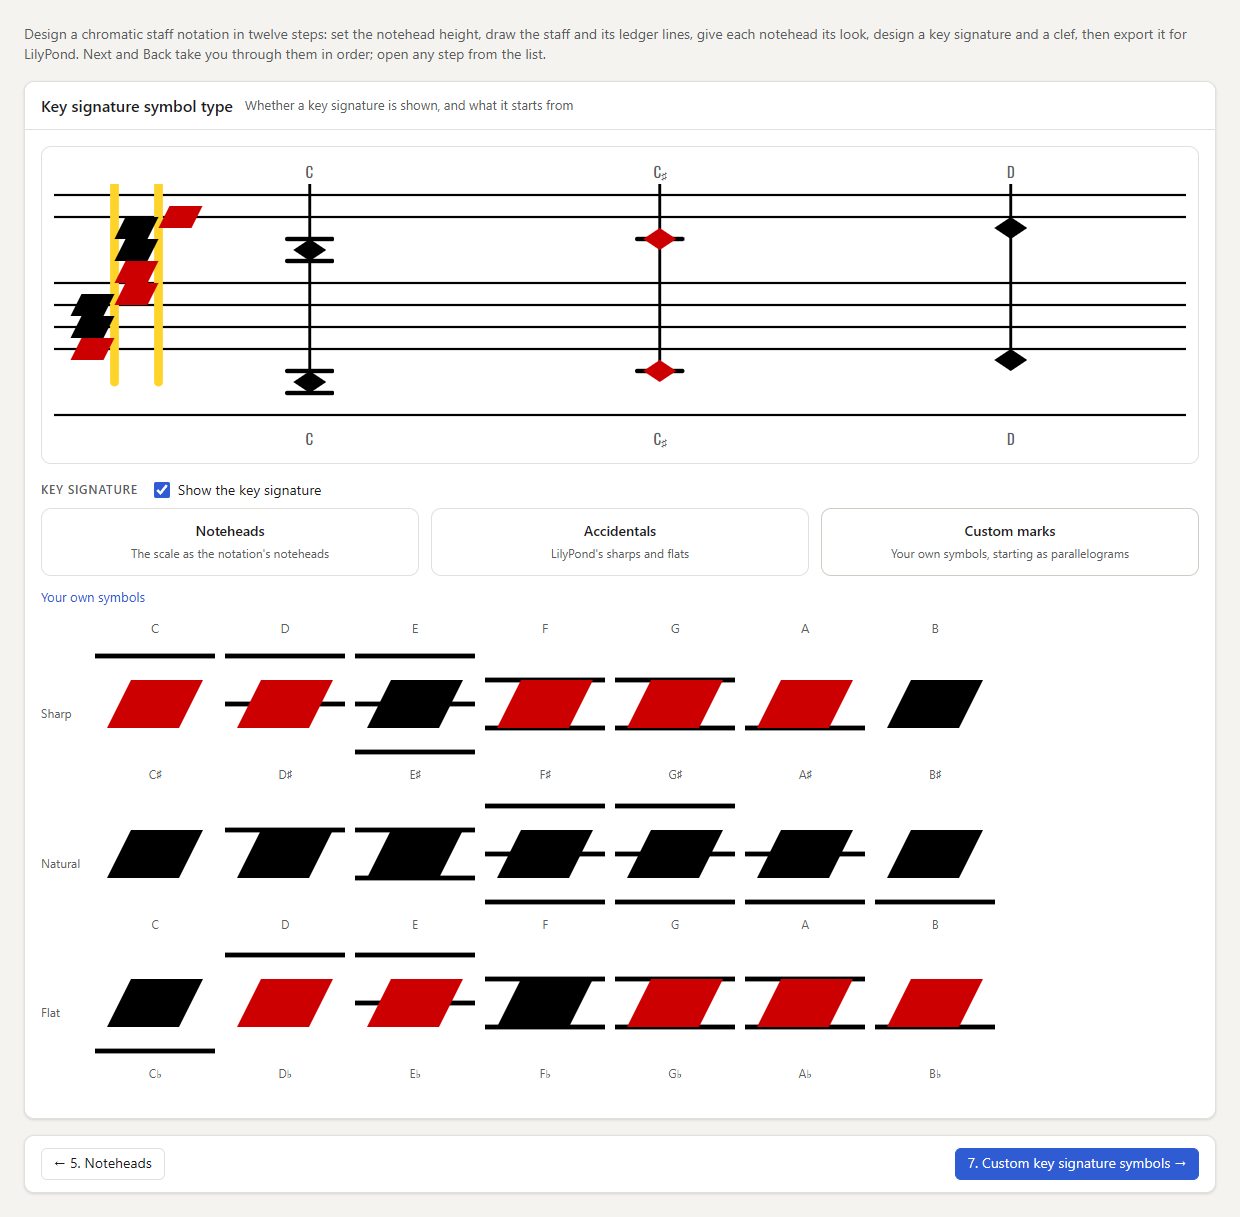 Design a chromatic staff notation in twelve steps: set the notehead height, draw the staff and its ledger lines, give each notehead its look, design a key signature and a clef, then export it for
LilyPond. Next and Back take you through them in order; open any step from the list.
Key signature symbol type Whether a key signature is shown, and what it starts from
C C♯ D
C C♯ D
KEY SIGNATURE Show the key signature
Noteheads Accidentals Custom marks
The scale as the notation's noteheads LilyPond's sharps and flats Your own symbols, starting as parallelograms
Your own symbols
C D E F G A B
Sharp
C♯ D♯ E♯ F♯ G♯ A♯ B♯
Natural
C D E F G A B
Flat
C♭ D♭ E♭ F♭ G♭ A♭ B♭
← 5. Noteheads 7. Custom key signature symbols →